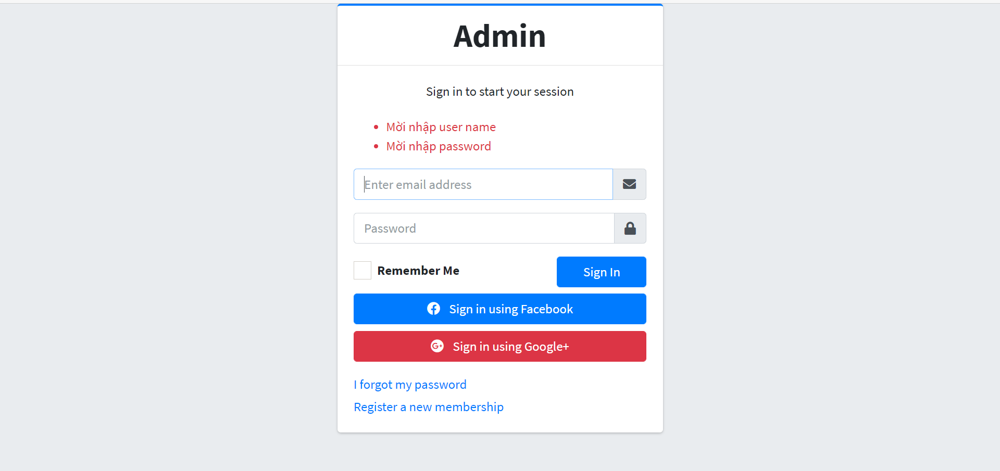 Admin
Sign in to start your session
Mời nhập user name
Mời nhập password
Enter email address
Password
Remember Me
Sign In
Sign in using Facebook
Sign in using Google+
I forgot my password
Register a new membership